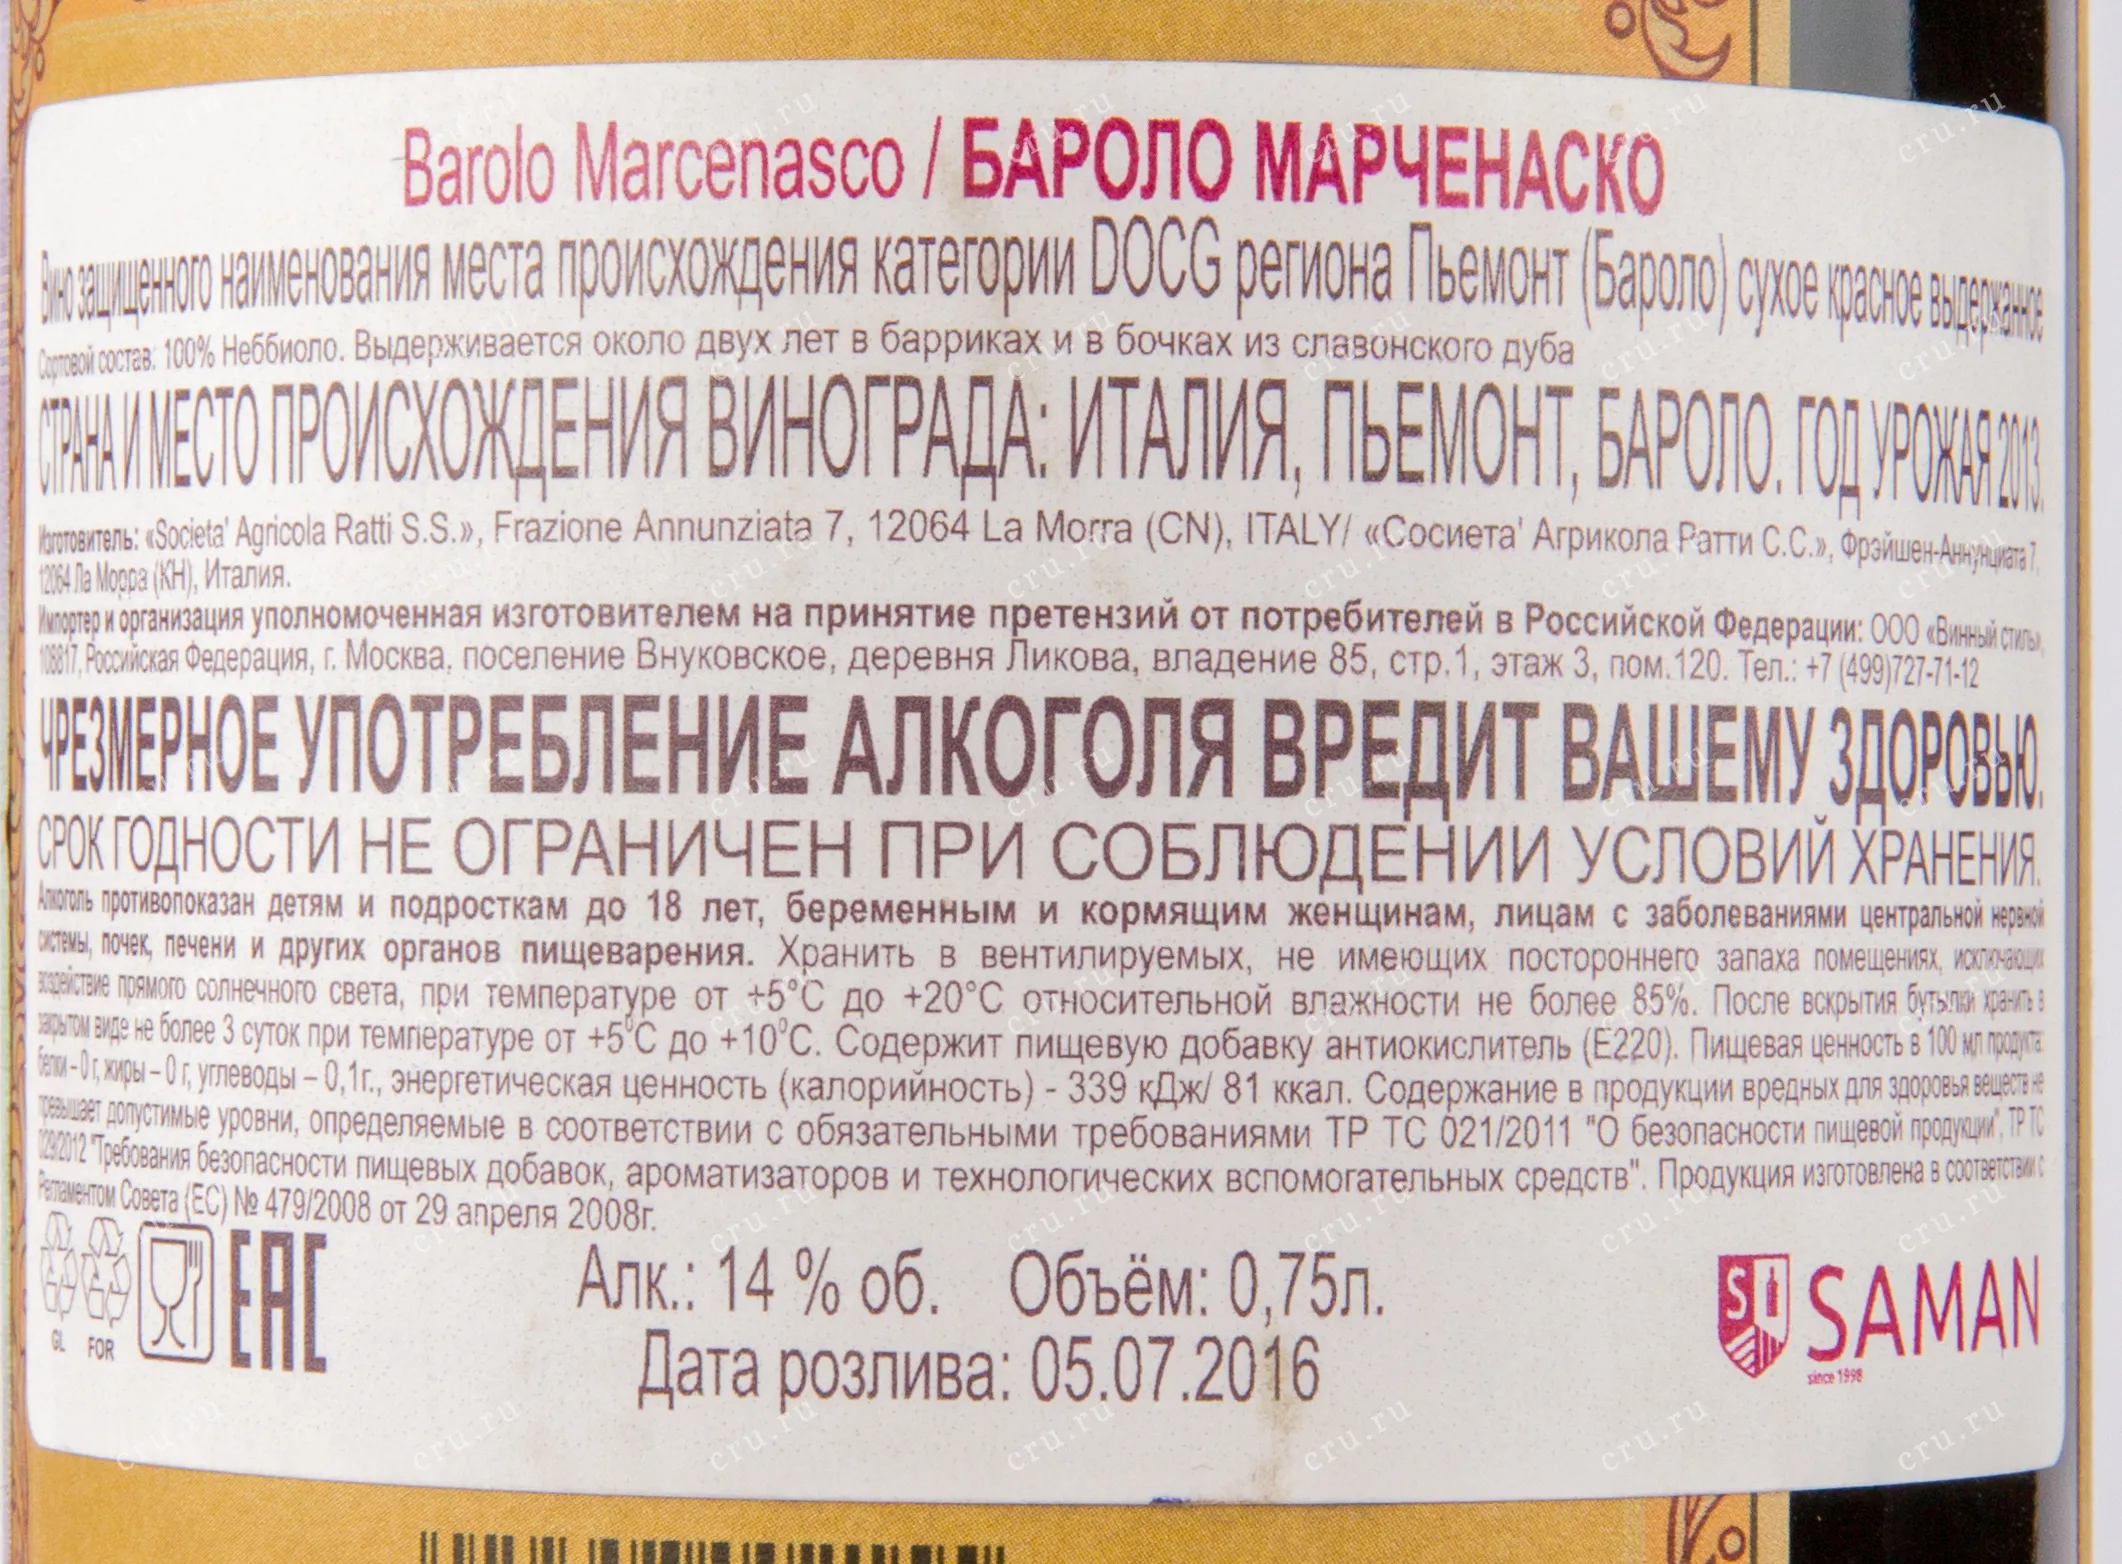 Barolo Marcenasco / БАРОЛО МАРЧЕНАСКО
Вино защищенного наименования места происхождения категории DOCG региона Пьемонт (Бароло) сухое красное выдержанное
Сортовой состав: 100% Неббиоло. Выдерживается около двух лет в барриках и в бочках из славонского дуба
СТРАНА И МЕСТО ПРОИСХОЖДЕНИЯ ВИНОГРАДА: ИТАЛИЯ, ПЬЕМОНТ, БАРОЛО. ГОД УРОЖАЯ 2013.
Изготовитель: «Societa' Agricola Ratti S.S.», Frazione Annunziata 7, 12064 La Morra (CN), ITALY/ «Сосиета' Агрикола Ратти С.С.», Фрэйшен-Аннунциата 7,
12064 Ла Морра (КН), Италия.
Импортер и организация уполномоченная изготовителем на принятие претензий от потребителей в Российской Федерации: ООО «Винный стиль»,
108817, Российская Федерация, г. Москва, поселение Внуковское, деревня Ликова, владение 85, стр.1, этаж 3, пом.120. Тел.: +7 (499)727-71-12
ЧРЕЗМЕРНОЕ УПОТРЕБЛЕНИЕ АЛКОГОЛЯ ВРЕДИТ ВАШЕМУ ЗДОРОВЬЮ.
СРОК ГОДНОСТИ НЕ ОГРАНИЧЕН ПРИ СОБЛЮДЕНИИ УСЛОВИЙ ХРАНЕНИЯ.
Алкоголь противопоказан детям и подросткам до 18 лет, беременным и кормящим женщинам, лицам с заболеваниями центральной нервной
системы, почек, печени и других органов пищеварения. Хранить в вентилируемых, не имеющих постороннего запаха помещениях, исключающих
воздействие прямого солнечного света, при температуре от +5°C до +20°C относительной влажности не более 85%. После вскрытия бутылки хранить в
закрытом виде не более 3 суток при температуре от +5°C до +10°C. Содержит пищевую добавку антиокислитель (Е220). Пищевая ценность в 100 мл продукта:
белки – 0 г, жиры – 0 г, углеводы – 0,1г., энергетическая ценность (калорийность) - 339 кДж/ 81 ккал. Содержание в продукции вредных для здоровья веществ не
превышает допустимые уровни, определяемые в соответствии с обязательными требованиями ТР ТС 021/2011 "О безопасности пищевой продукции", ТР ТС
029/2012 "Требования безопасности пищевых добавок, ароматизаторов и технологических вспомогательных средств". Продукция изготовлена в соответствии с
Регламентом Совета (ЕС) № 479/2008 от 29 апреля 2008г.
GL FOR EAC
Алк.: 14 % об. Объём: 0,75л.
Дата розлива: 05.07.2016
SI SAMAN
since 1998
cru.ru